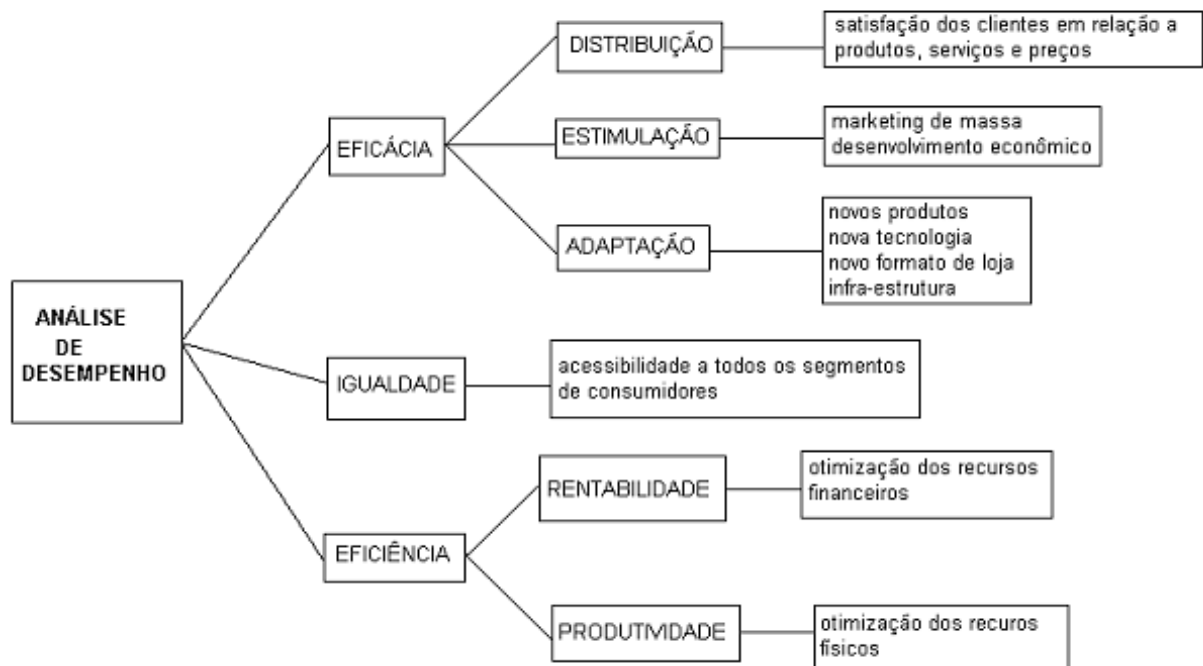 DISTRIBUIÇÃO
satisfação dos clientes em relação a
produtos, serviços e preços
EFICÁCIA
ESTIMULAÇÃO
marketing de massa
desenvolvimento econômico
ADAPTAÇÃO
novos produtos
nova tecnologia
novo formato de loja
infra-estrutura
ANÁLISE
DE
DESEMPENHO
IGUALDADE
acessibilidade a todos os segmentos
de consumidores
EFICIÊNCIA
RENTABILIDADE
otimização dos recursos
financeiros
PRODUTIVIDADE
otimização dos recuros
físicos